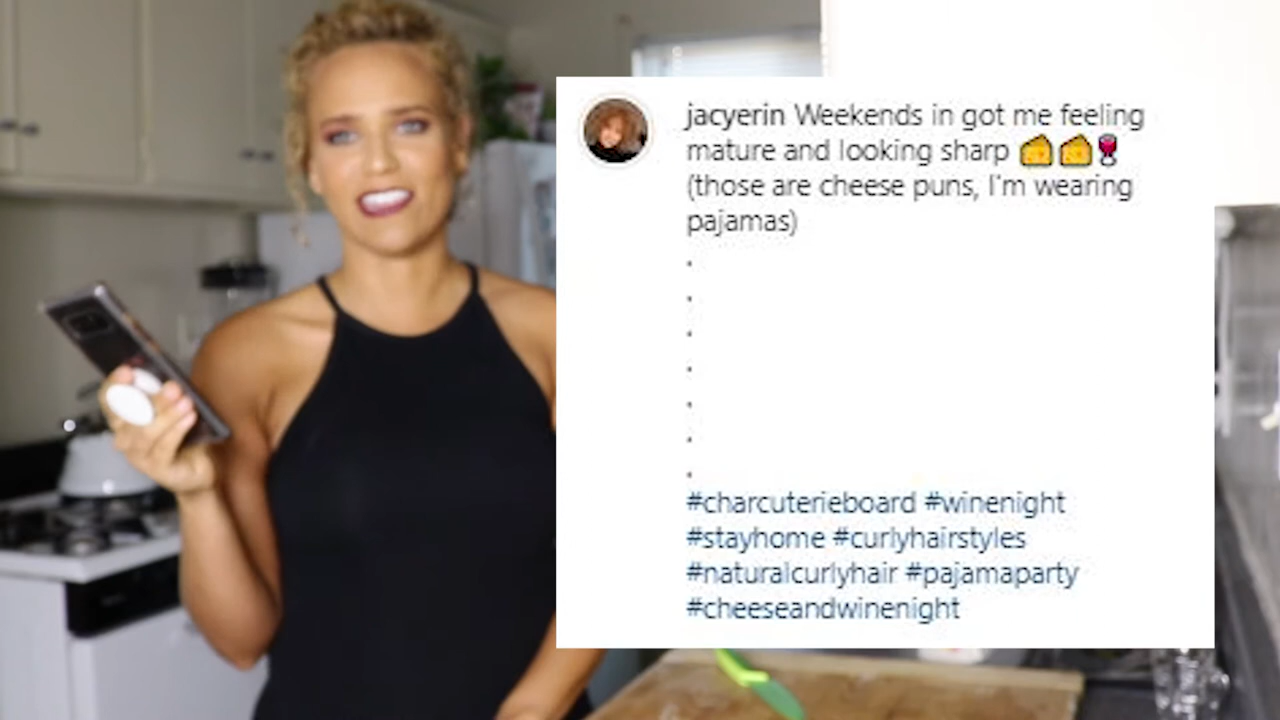 jacyerin Weekends in got me feeling
mature and looking sharp 🧀🧀🍷
(those are cheese puns, I'm wearing
pajamas)
.
.
.
.
.
.
.
#charcuterieboard #winenight
#stayhome #curlyhairstyles
#naturalcurlyhair #pajamaparty
#cheeseandwinenight